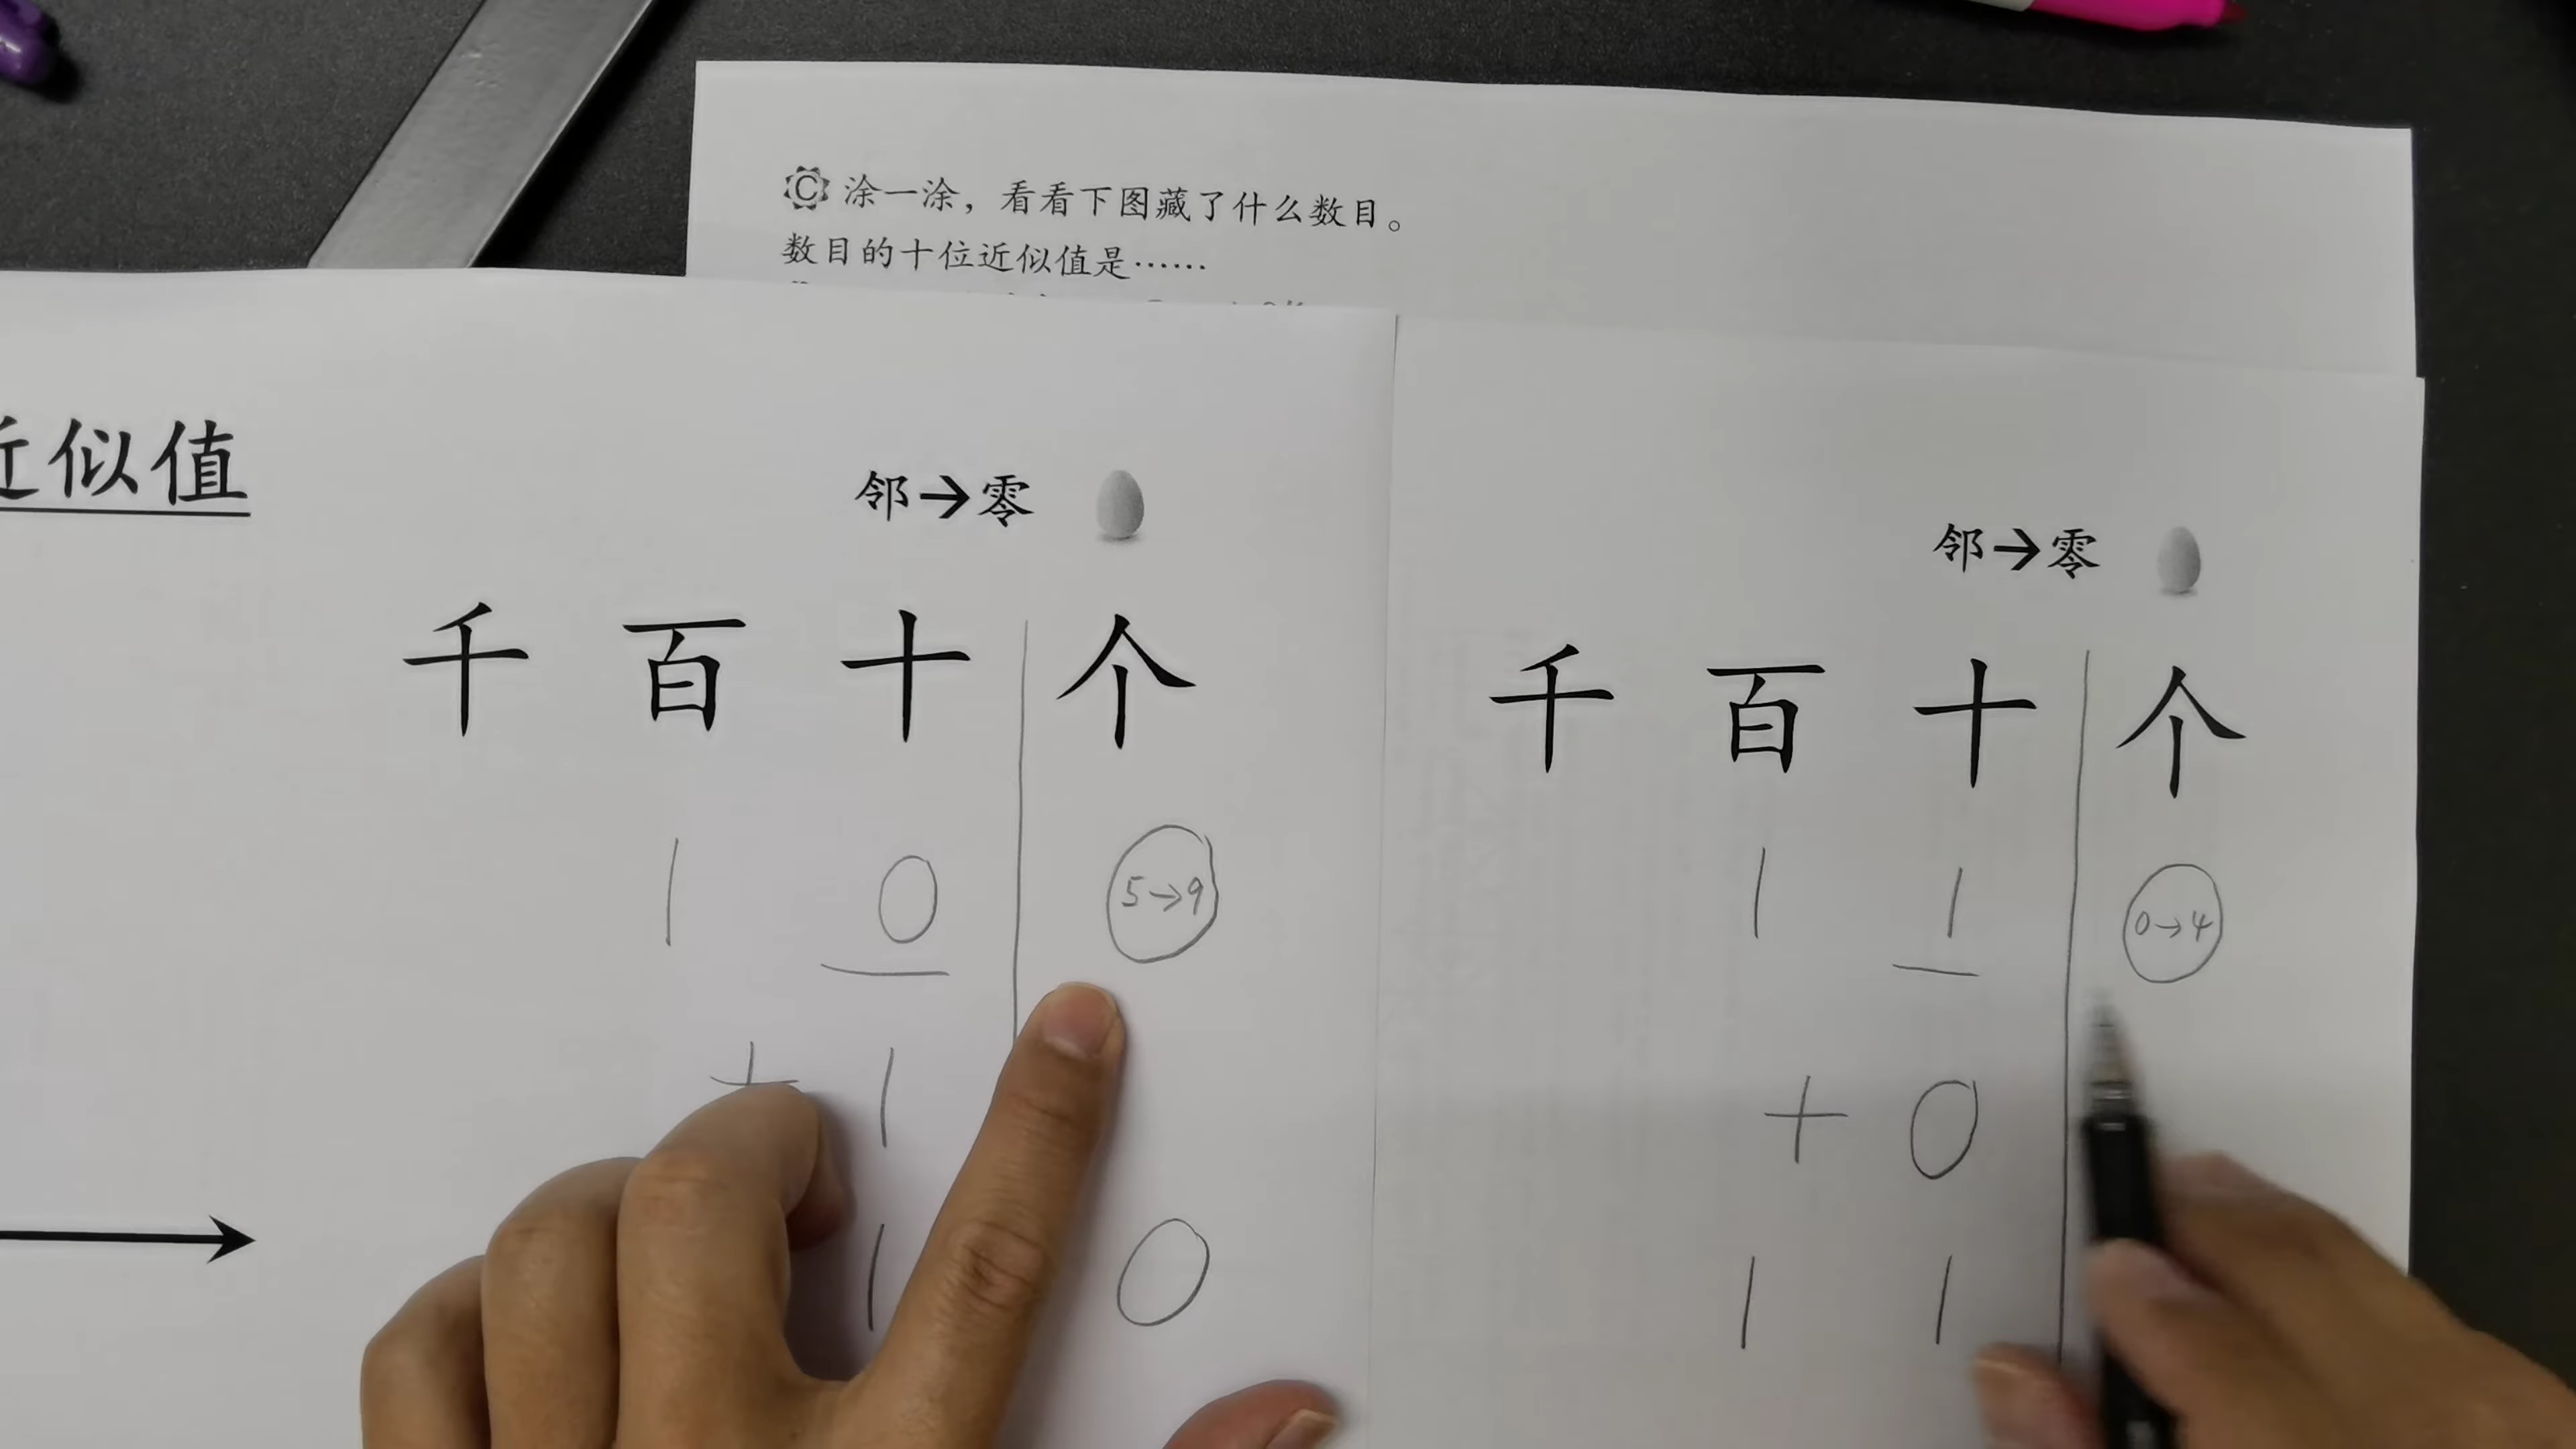 C 涂一涂，看看下图藏了什么数目。
数目的十位近似值是……
近似值
邻→零
千 百 十 个
1 0 5→9
+ 1
1 0
邻→零
千 百 十 个
1 1 0→4
+ 0
1 1